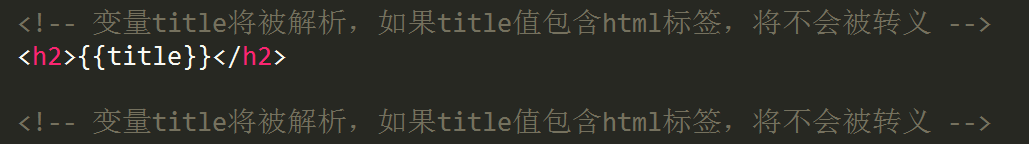 <!-- 变量title将被解析，如果title值包含html标签，将不会被转义 -->
<h2>{{title}}</h2>
<!-- 变量title将被解析，如果title值包含html标签，将不会被转义 -->